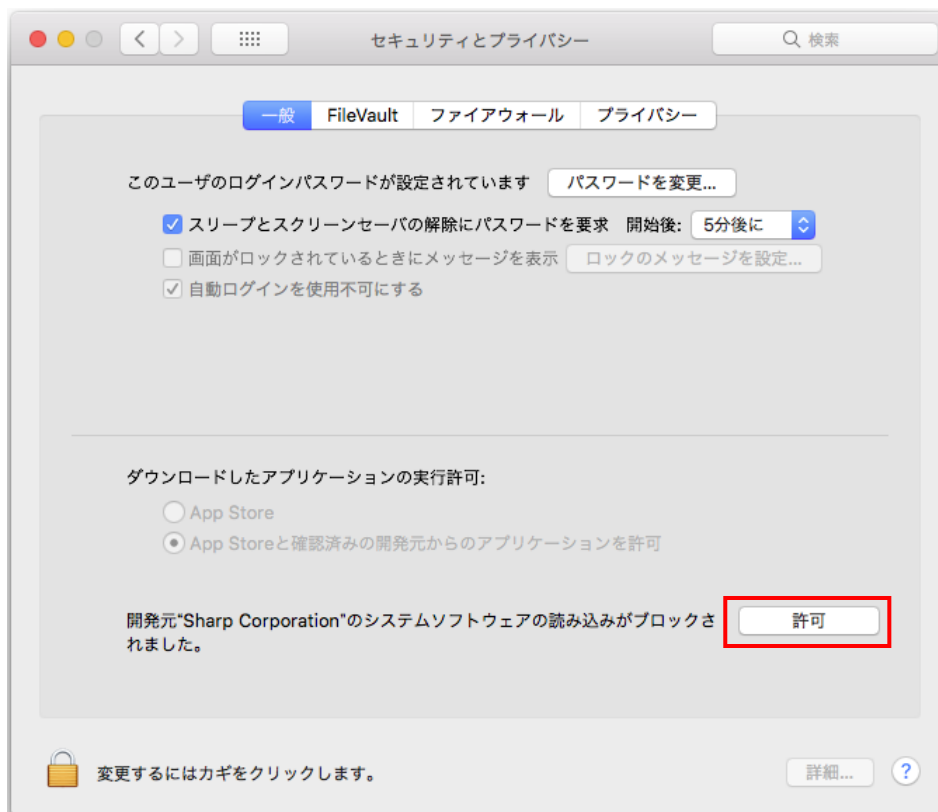 セキュリティとプライバシー
検索
一般
FileVault
ファイアウォール
プライバシー
このユーザのログインパスワードが設定されています
パスワードを変更...
スリープとスクリーンセーバの解除にパスワードを要求
開始後:
5分後に
画面がロックされているときにメッセージを表示
ロックのメッセージを設定...
自動ログインを使用不可にする
ダウンロードしたアプリケーションの実行許可:
App Store
App Storeと確認済みの開発元からのアプリケーションを許可
開発元“Sharp Corporation”のシステムソフトウェアの読み込みがブロックさ
れました。
許可
変更するにはカギをクリックします。
詳細...
?